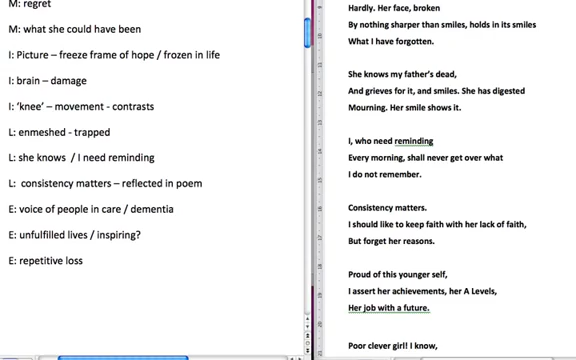 M: regret
M: what she could have been
I: Picture – freeze frame of hope / frozen in life
I: brain – damage
I: ‘knee’ – movement - contrasts
L: enmeshed - trapped
L: she knows / I need reminding
L: consistency matters – reflected in poem
E: voice of people in care / dementia
E: unfulfilled lives / inspiring?
E: repetitive loss
Hardly. Her face, broken
By nothing sharper than smiles, holds in its smiles
What I have forgotten.
She knows my father’s dead,
And grieves for it, and smiles. She has digested
Mourning. Her smile shows it.
I, who need reminding
Every morning, shall never get over what
I do not remember.
Consistency matters.
I should like to keep faith with her lack of faith,
But forget her reasons.
Proud of this younger self,
I assert her achievements, her A Levels,
Her job with a future.
Poor clever girl! I know,